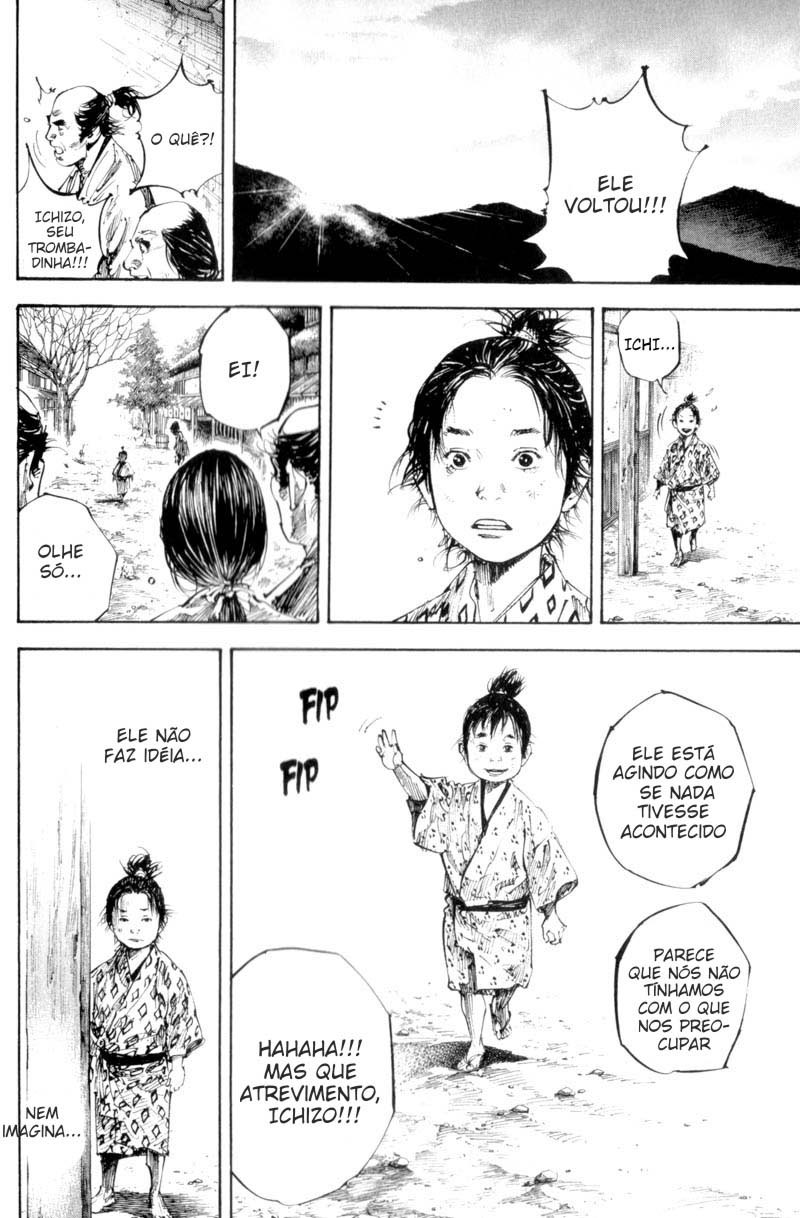 ELE
VOLTOU!!!
O QUÊ?!
ICHIZO,
SEU
TROMBA-
DINHA!!!
ICHI...
EI!
OLHE
SÓ...
ELE ESTÁ
AGINDO COMO
SE NADA
TIVESSE
ACONTECIDO
PARECE
QUE NÓS NÃO
TÍNHAMOS
COM O QUE
NOS PREO-
CUPAR
FIP
FIP
HAHAHA!!!
MAS QUE
ATREVIMENTO,
ICHIZO!!!
ELE NÃO
FAZ IDÉIA...
NEM
IMAGINA...